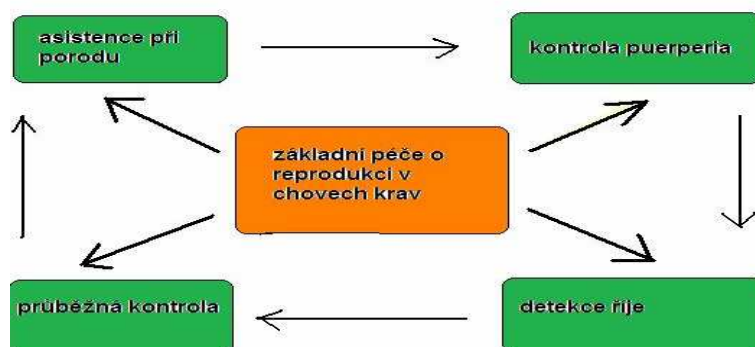 asistence při
porodu
kontrola puerperia
základní péče o
reprodukci v
chovech krav
průběžná kontrola
detekce říje